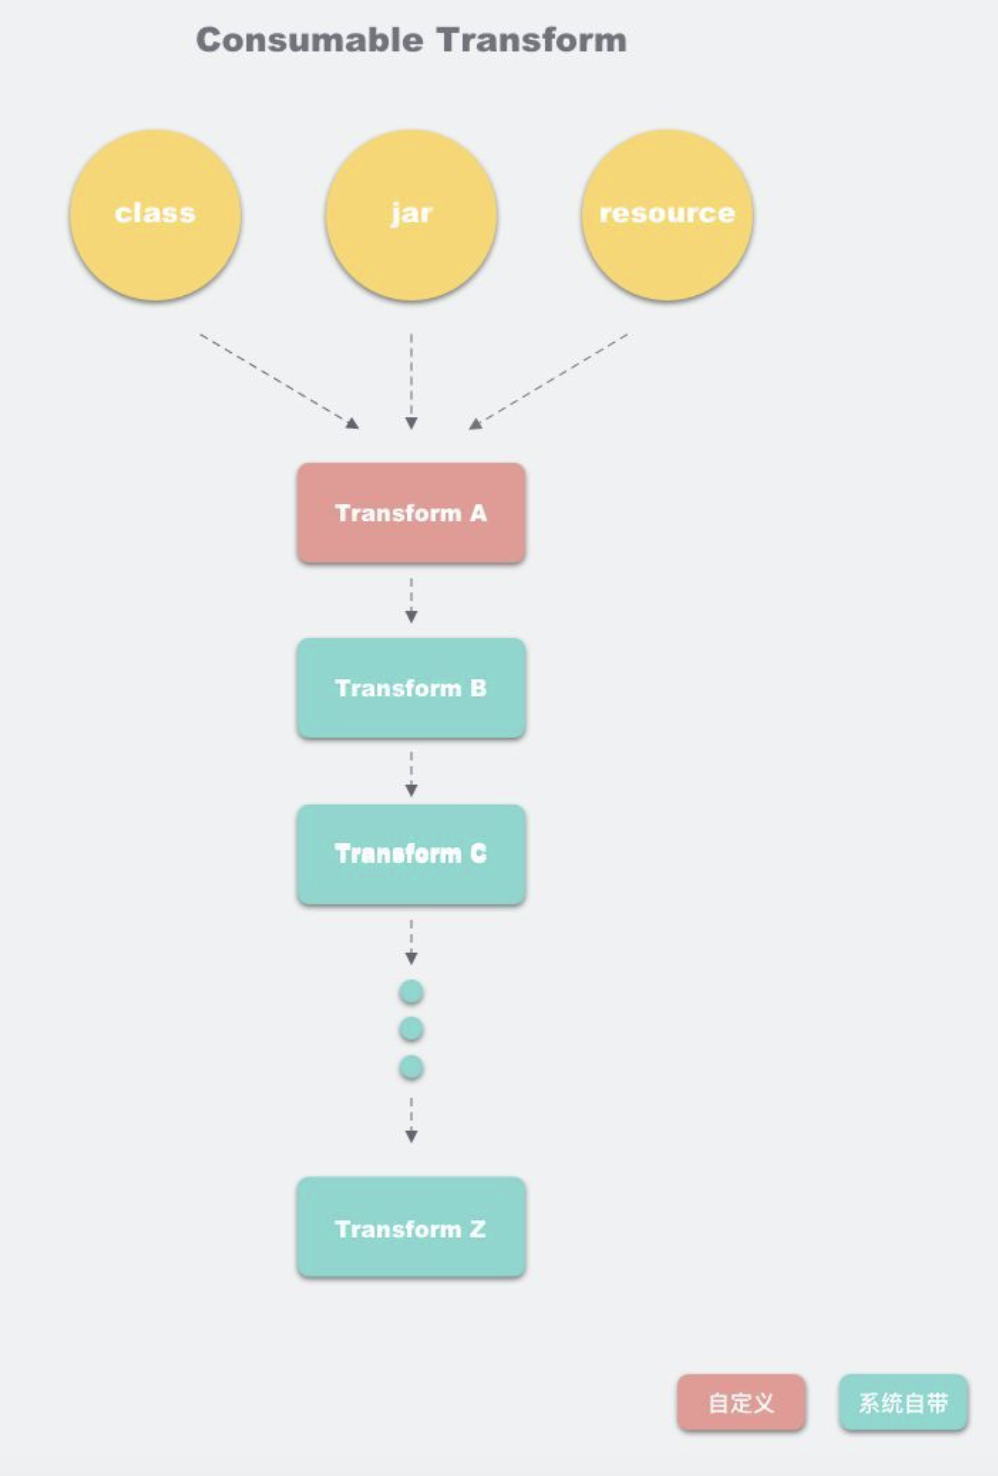 Consumable Transform
class
jar
resource
Transform A
Transform B
Transform C
Transform Z
自定义
系统自带